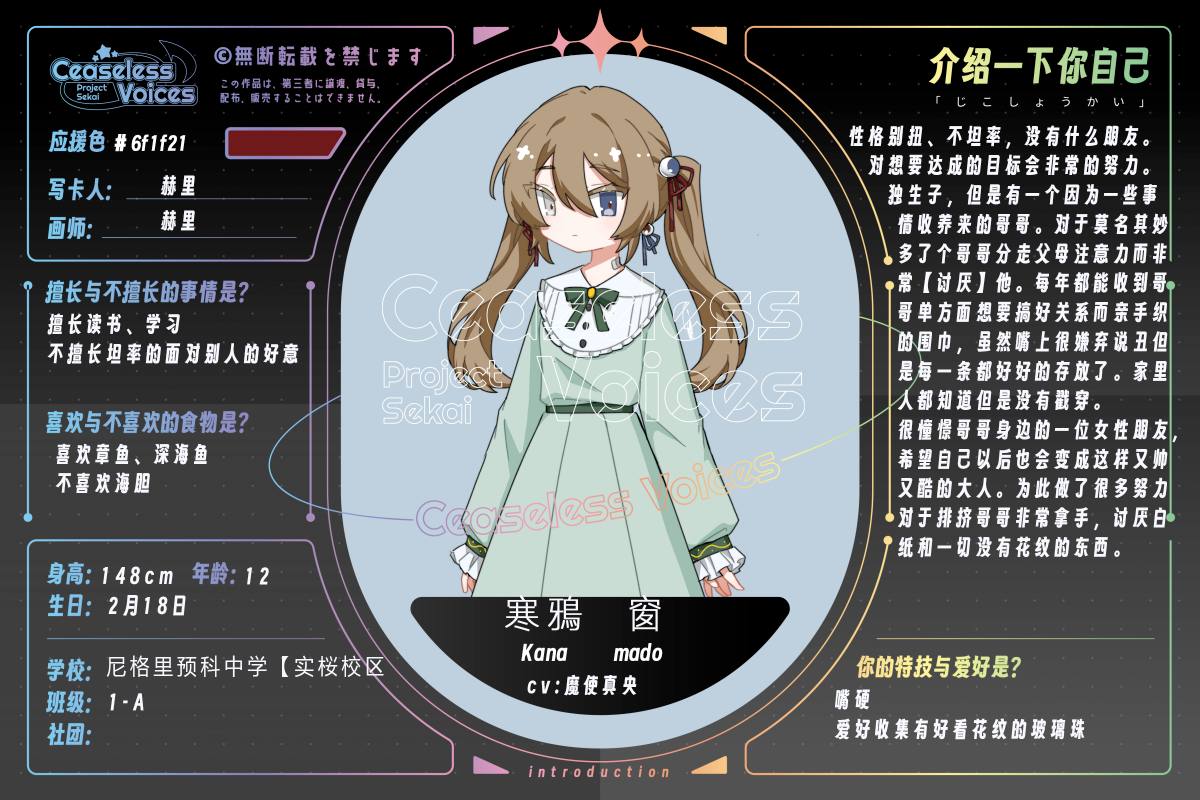 Ceaseless
Project
Sekai
Voices
©無断転載を禁じます
この作品は、第三者に譲渡、貸与、
配布、販売することはできません。
应援色 #6f1f21
写卡人: 赫里
画师: 赫里
擅长与不擅长的事情是?
擅长读书、学习
不擅长坦率的面对别人的好意
喜欢与不喜欢的食物是?
喜欢章鱼、深海鱼
不喜欢海胆
身高: 148cm 年龄: 12
生日: 2月18日
学校: 尼格里预科中学【实桜校区
班级: 1-A
社团:
Ceaseless
Project
Sekai
Voices
Ceaseless Voices
寒鴉 窗
Kana mado
cv:魔使真央
introduction
介绍一下你自己
「じこしょうかい」
性格别扭、不坦率，没有什么朋友。
对想要达成的目标会非常的努力。
独生子，但是有一个因为一些事
情收养来的哥哥。对于莫名其妙
多了个哥哥分走父母注意力而非
常【讨厌】他。每年都能收到哥
哥单方面想要搞好关系而亲手织
的围巾，虽然嘴上很嫌弃说丑但
是每一条都好好的存放了。家里
人都知道但是没有戳穿。
很憧憬哥哥身边的一位女性朋友，
希望自己以后也会变成这样又帅
又酷的大人。为此做了很多努力
对于排挤哥哥非常拿手，讨厌白
纸和一切没有花纹的东西。
你的特技与爱好是?
嘴硬
爱好收集有好看花纹的玻璃珠